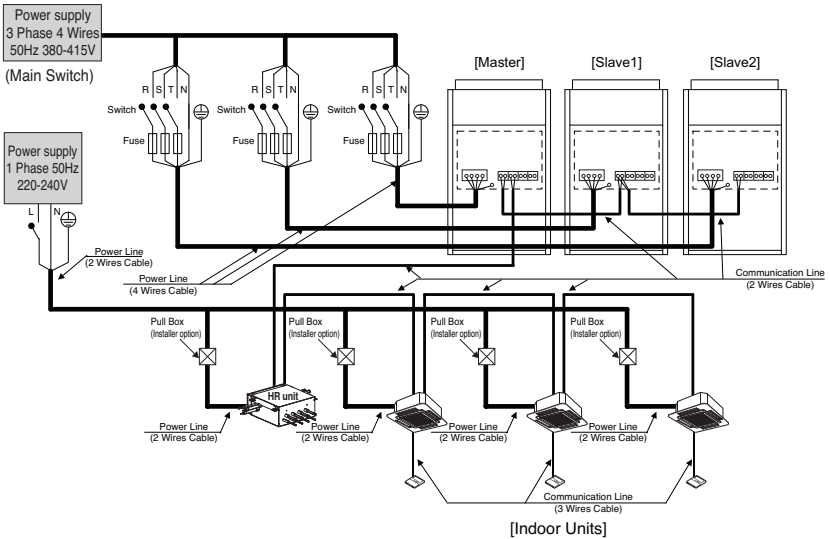 Power supply
3 Phase 4 Wires
50Hz 380-415V
(Main Switch)
[Master]
[Slave1]
[Slave2]
R S T N
R S T N
R S T N
Switch
Switch
Switch
Fuse
Fuse
Fuse
Power supply
1 Phase 50Hz
220-240V
L N
Power Line
(2 Wires Cable)
Power Line
(4 Wires Cable)
Communication Line
(2 Wires Cable)
Pull Box
(Installer option)
Pull Box
(Installer option)
Pull Box
(Installer option)
Pull Box
(Installer option)
HR unit
Power Line
(2 Wires Cable)
Power Line
(2 Wires Cable)
Power Line
(2 Wires Cable)
Power Line
(2 Wires Cable)
Communication Line
(3 Wires Cable)
[Indoor Units]